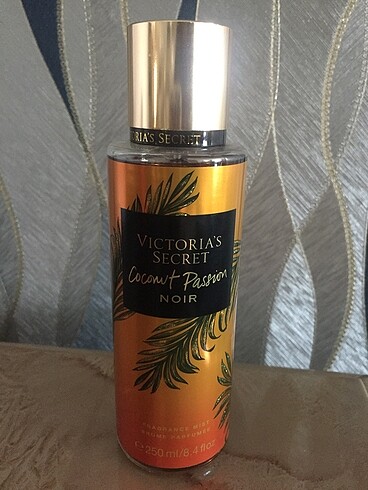 RIA'S SECRET
VICTORIA'S
SECRET
Coconut Passion
NOIR
FRAGRANCE MIST
BRUME PARFUMÉE
℮ 250 ml/8.4 fl oz